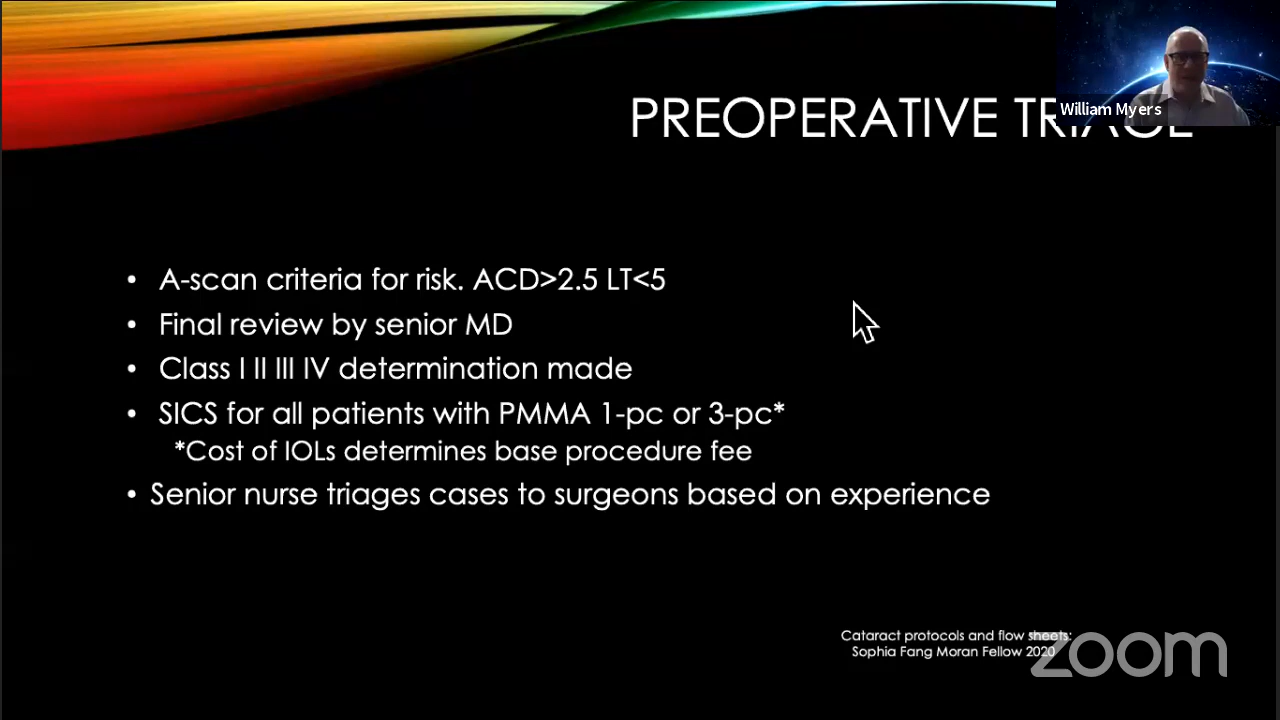 William Myers
PREOPERATIVE TRIAGE
• A-scan criteria for risk. ACD>2.5 LT<5
• Final review by senior MD
• Class I II III IV determination made
• SICS for all patients with PMMA 1-pc or 3-pc*
*Cost of IOLs determines base procedure fee
• Senior nurse triages cases to surgeons based on experience
Cataract protocols and flow sheets:
Sophia Fang Moran Fellow 2020
zoom